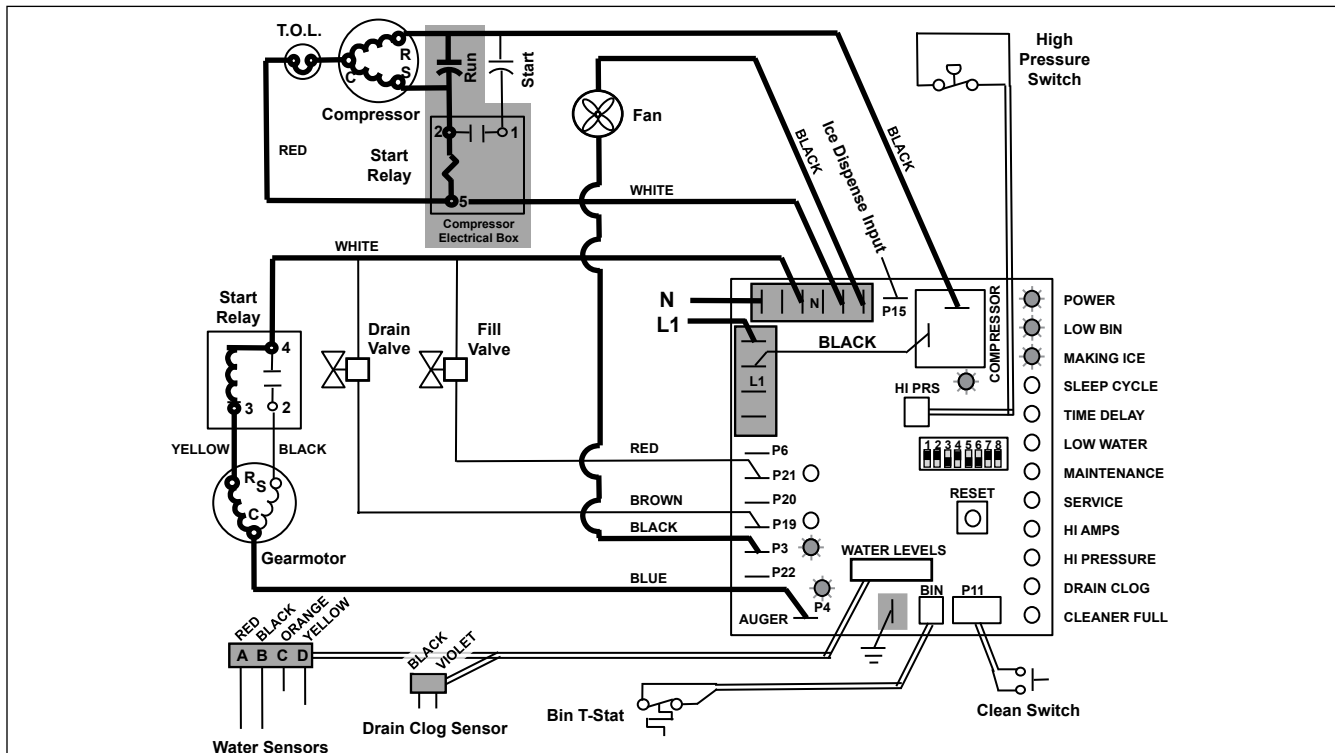 T.O.L.
R
S
C
Compressor
Run
Start
2
1
Start
Relay
5
Compressor
Electrical Box
RED
WHITE
Fan
BLACK
Ice Dispense Input
BLACK
High
Pressure
Switch
WHITE
Start
Relay
4
3
2
YELLOW
BLACK
R
S
C
Gearmotor
Drain
Valve
Fill
Valve
N
L1
N
P15
L1
BLACK
COMPRESSOR
HI PRS
1 2 3 4 5 6 7 8
RESET
RED
BROWN
BLACK
BLUE
P6
P21
P20
P19
P3
P22
P4
AUGER
WATER LEVELS
BIN
P11
POWER
LOW BIN
MAKING ICE
SLEEP CYCLE
TIME DELAY
LOW WATER
MAINTENANCE
SERVICE
HI AMPS
HI PRESSURE
DRAIN CLOG
CLEANER FULL
RED
BLACK
ORANGE
YELLOW
A B C D
Water Sensors
BLACK
VIOLET
Drain Clog Sensor
Bin T-Stat
Clean Switch